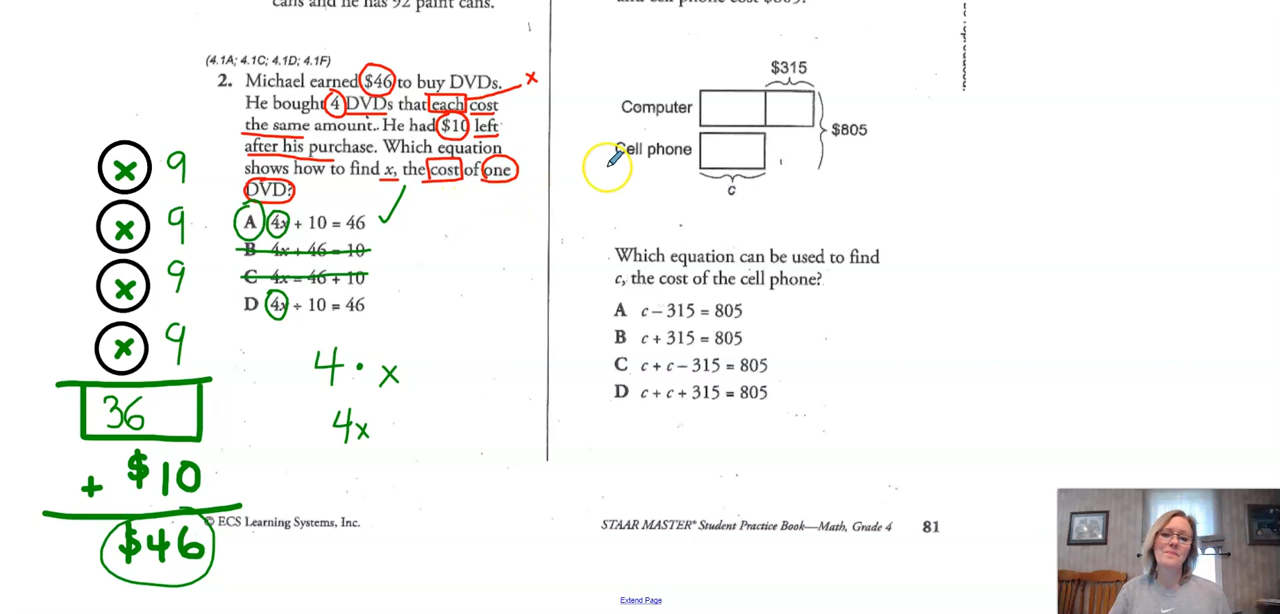 cans and he has 92 paint cans.
(4.1A; 4.1C; 4.1D; 4.1F)
2. Michael earned $46 to buy DVDs.
He bought 4 DVDs that each cost
the same amount. He had $10 left
after his purchase. Which equation
shows how to find x, the cost of one
DVD?
x
A 4x + 10 = 46 ✓
B 4x + 46 = 10
C 4x = 46 + 10
D 4x ÷ 10 = 46
x 9
x 9
x 9
x 9
36
+ $10
$46
4 · x
4x
© ECS Learning Systems, Inc.
and cell phone cost $805.
$315
Computer
$805
Cell phone
c
Which equation can be used to find
c, the cost of the cell phone?
A c – 315 = 805
B c + 315 = 805
C c + c – 315 = 805
D c + c + 315 = 805
STAAR MASTER® Student Practice Book—Math, Grade 4 81
Extend Page